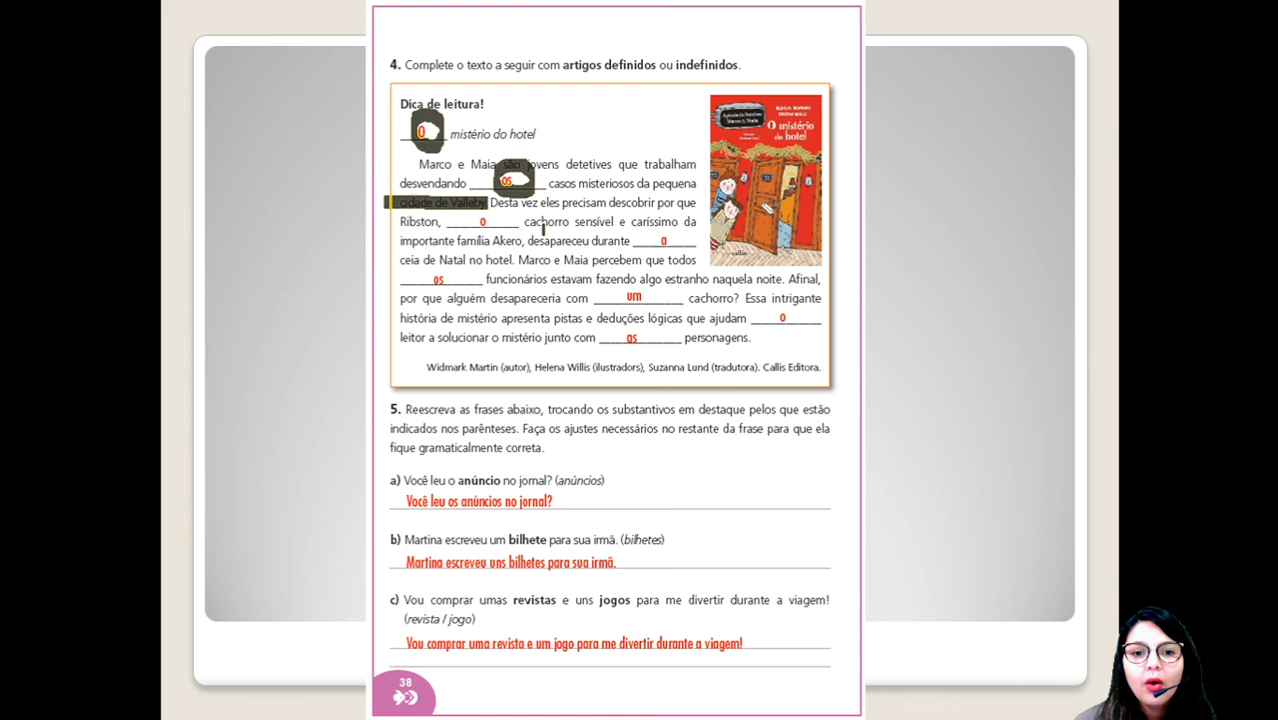 4. Complete o texto a seguir com artigos definidos ou indefinidos.
Dica de leitura!
O mistério do hotel
Marco e Maia são jovens detetives que trabalham
desvendando os casos misteriosos da pequena
cidade de Valleby. Desta vez eles precisam descobrir por que
Ribston, o cachorro sensível e caríssimo da
importante família Akero, desapareceu durante a
ceia de Natal no hotel. Marco e Maia percebem que todos
os funcionários estavam fazendo algo estranho naquela noite. Afinal,
por que alguém desapareceria com um cachorro? Essa intrigante
história de mistério apresenta pistas e deduções lógicas que ajudam o
leitor a solucionar o mistério junto com as personagens.
Widmark Martin (autor), Helena Willis (ilustradors), Suzanna Lund (tradutora). Callis Editora.
O mistério
do hotel
callis
5. Reescreva as frases abaixo, trocando os substantivos em destaque pelos que estão
indicados nos parênteses. Faça os ajustes necessários no restante da frase para que ela
fique gramaticalmente correta.
a) Você leu o anúncio no jornal? (anúncios)
Você leu os anúncios no jornal?
b) Martina escreveu um bilhete para sua irmã. (bilhetes)
Martina escreveu uns bilhetes para sua irmã.
c) Vou comprar umas revistas e uns jogos para me divertir durante a viagem!
(revista / jogo)
Vou comprar uma revista e um jogo para me divertir durante a viagem!
38